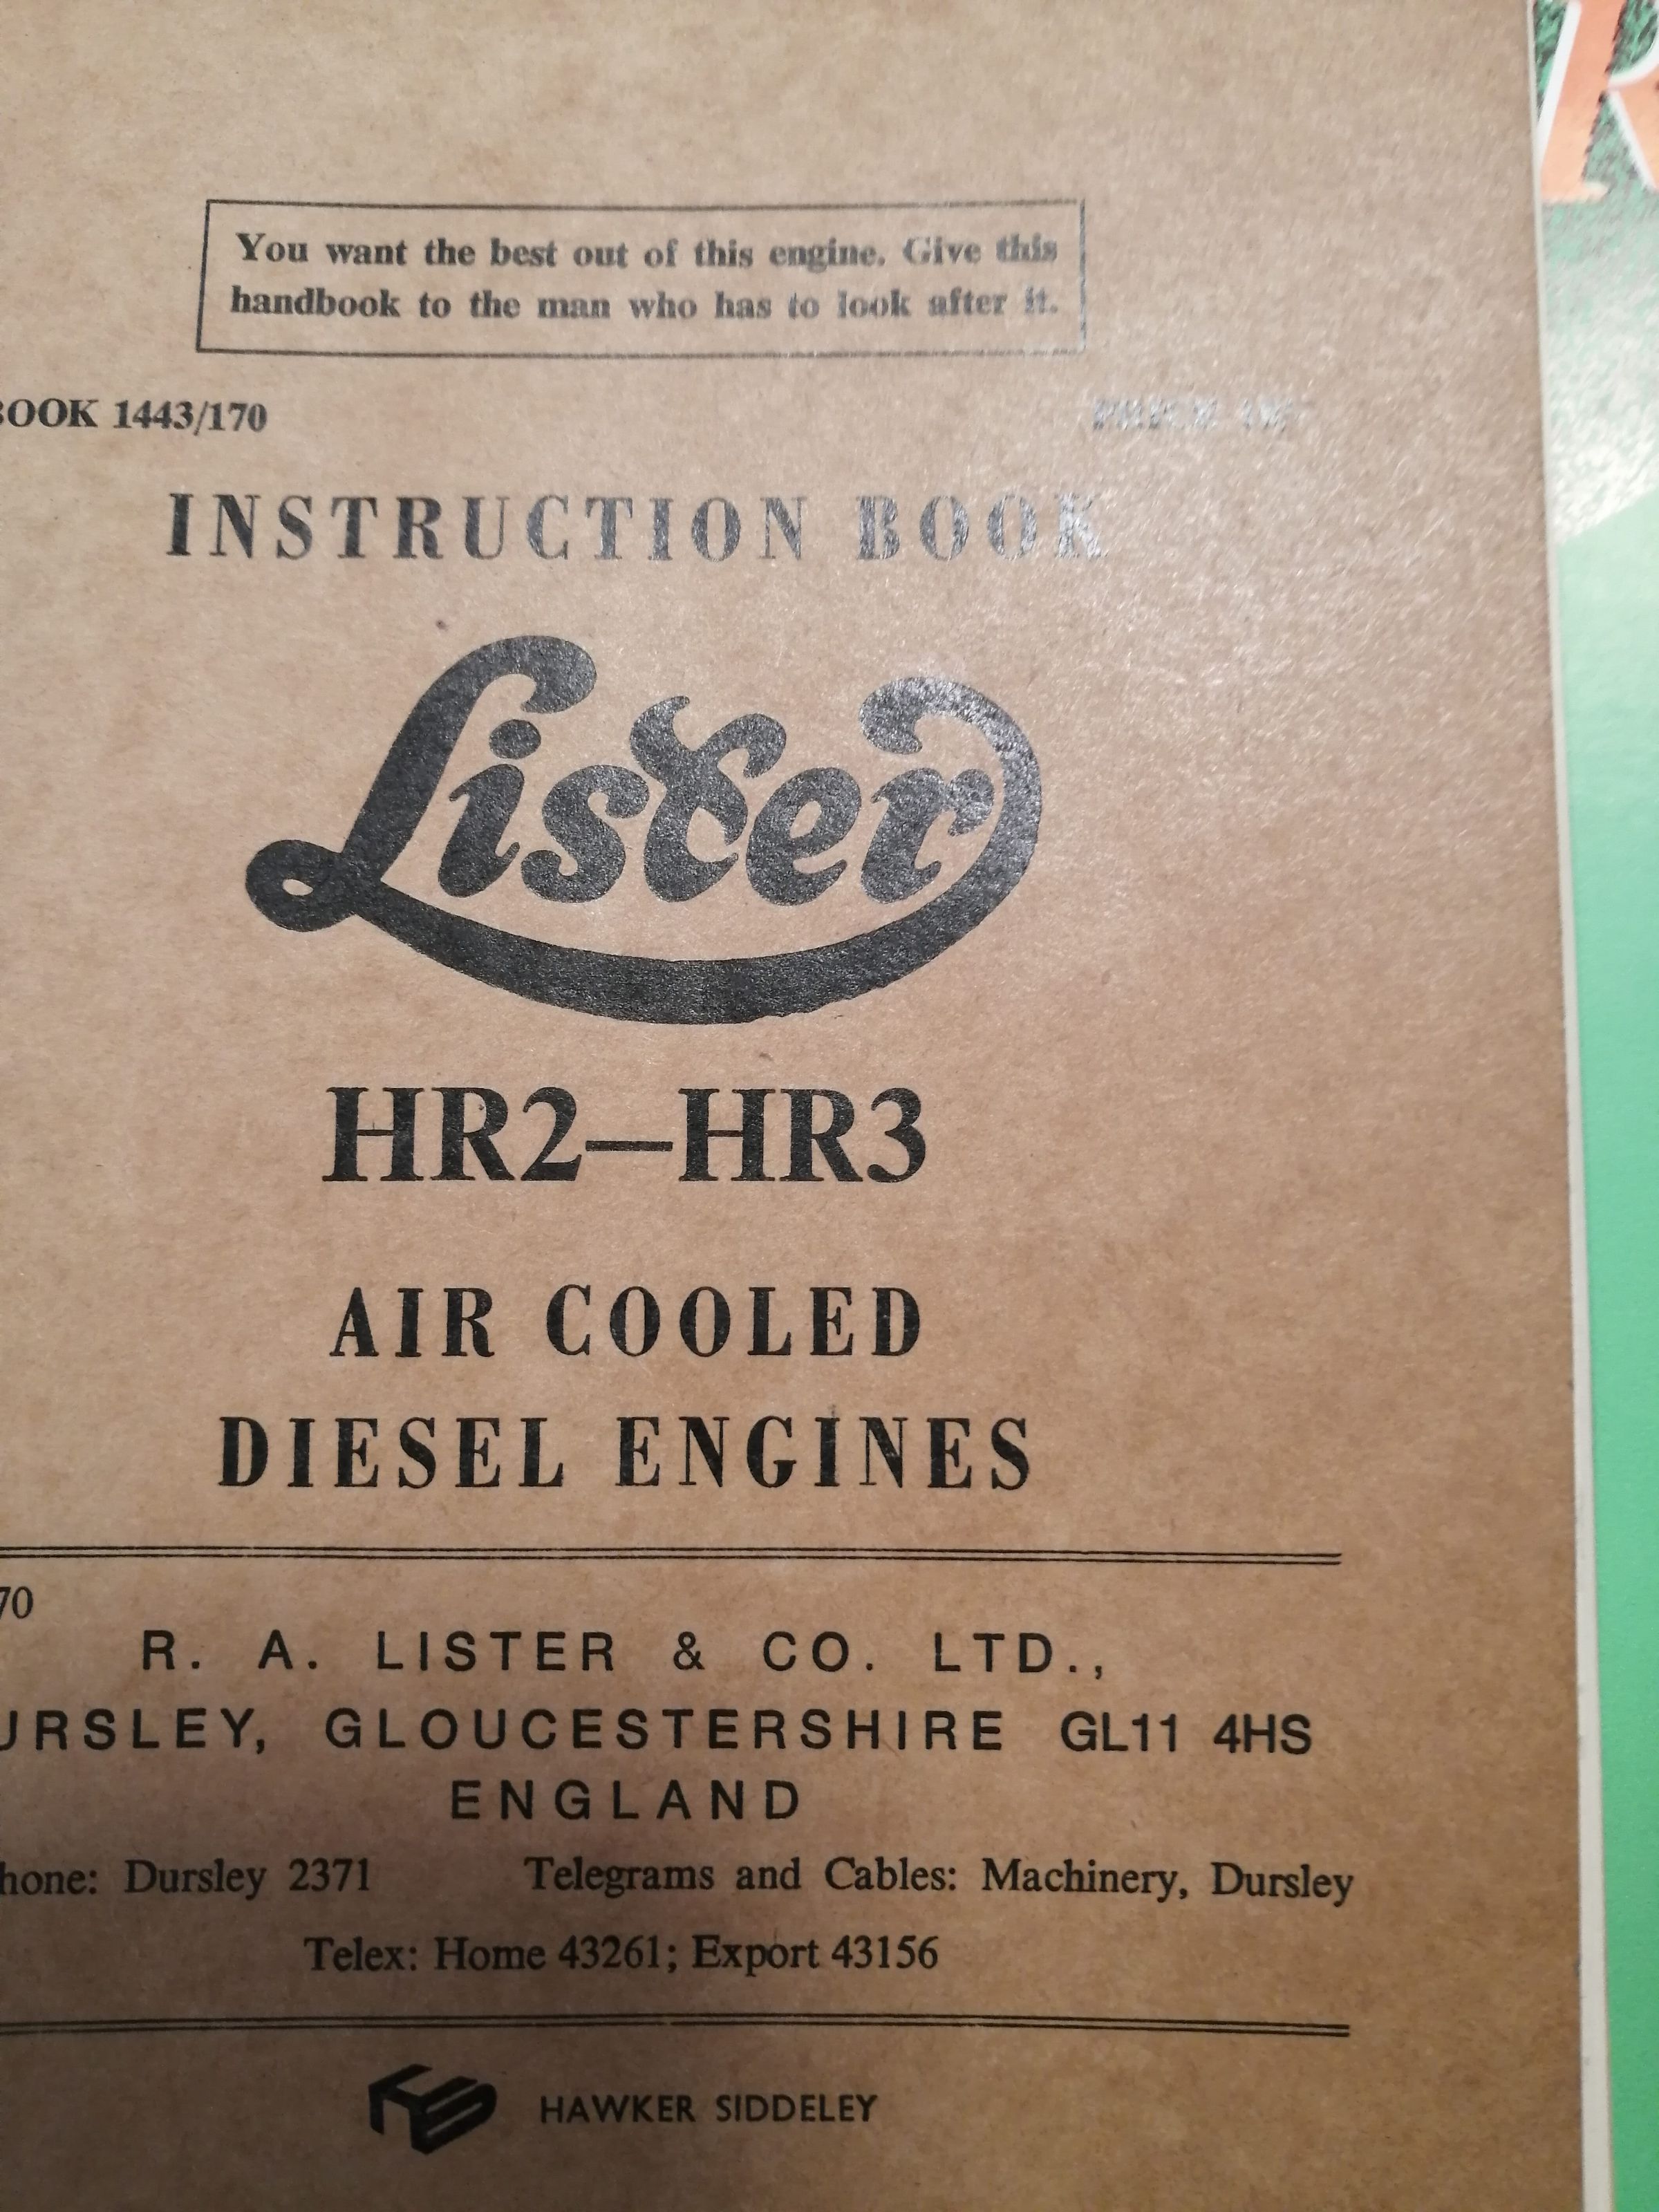 You want the best out of this engine. Give this
handbook to the man who has to look after it.
BOOK 1443/170
INSTRUCTION BOOK
Lister
HR2—HR3
AIR COOLED
DIESEL ENGINES
70
R. A. LISTER & CO. LTD.,
URSLEY, GLOUCESTERSHIRE GL11 4HS
ENGLAND
hone: Dursley 2371 Telegrams and Cables: Machinery, Dursley
Telex: Home 43261; Export 43156
HAWKER SIDDELEY
R